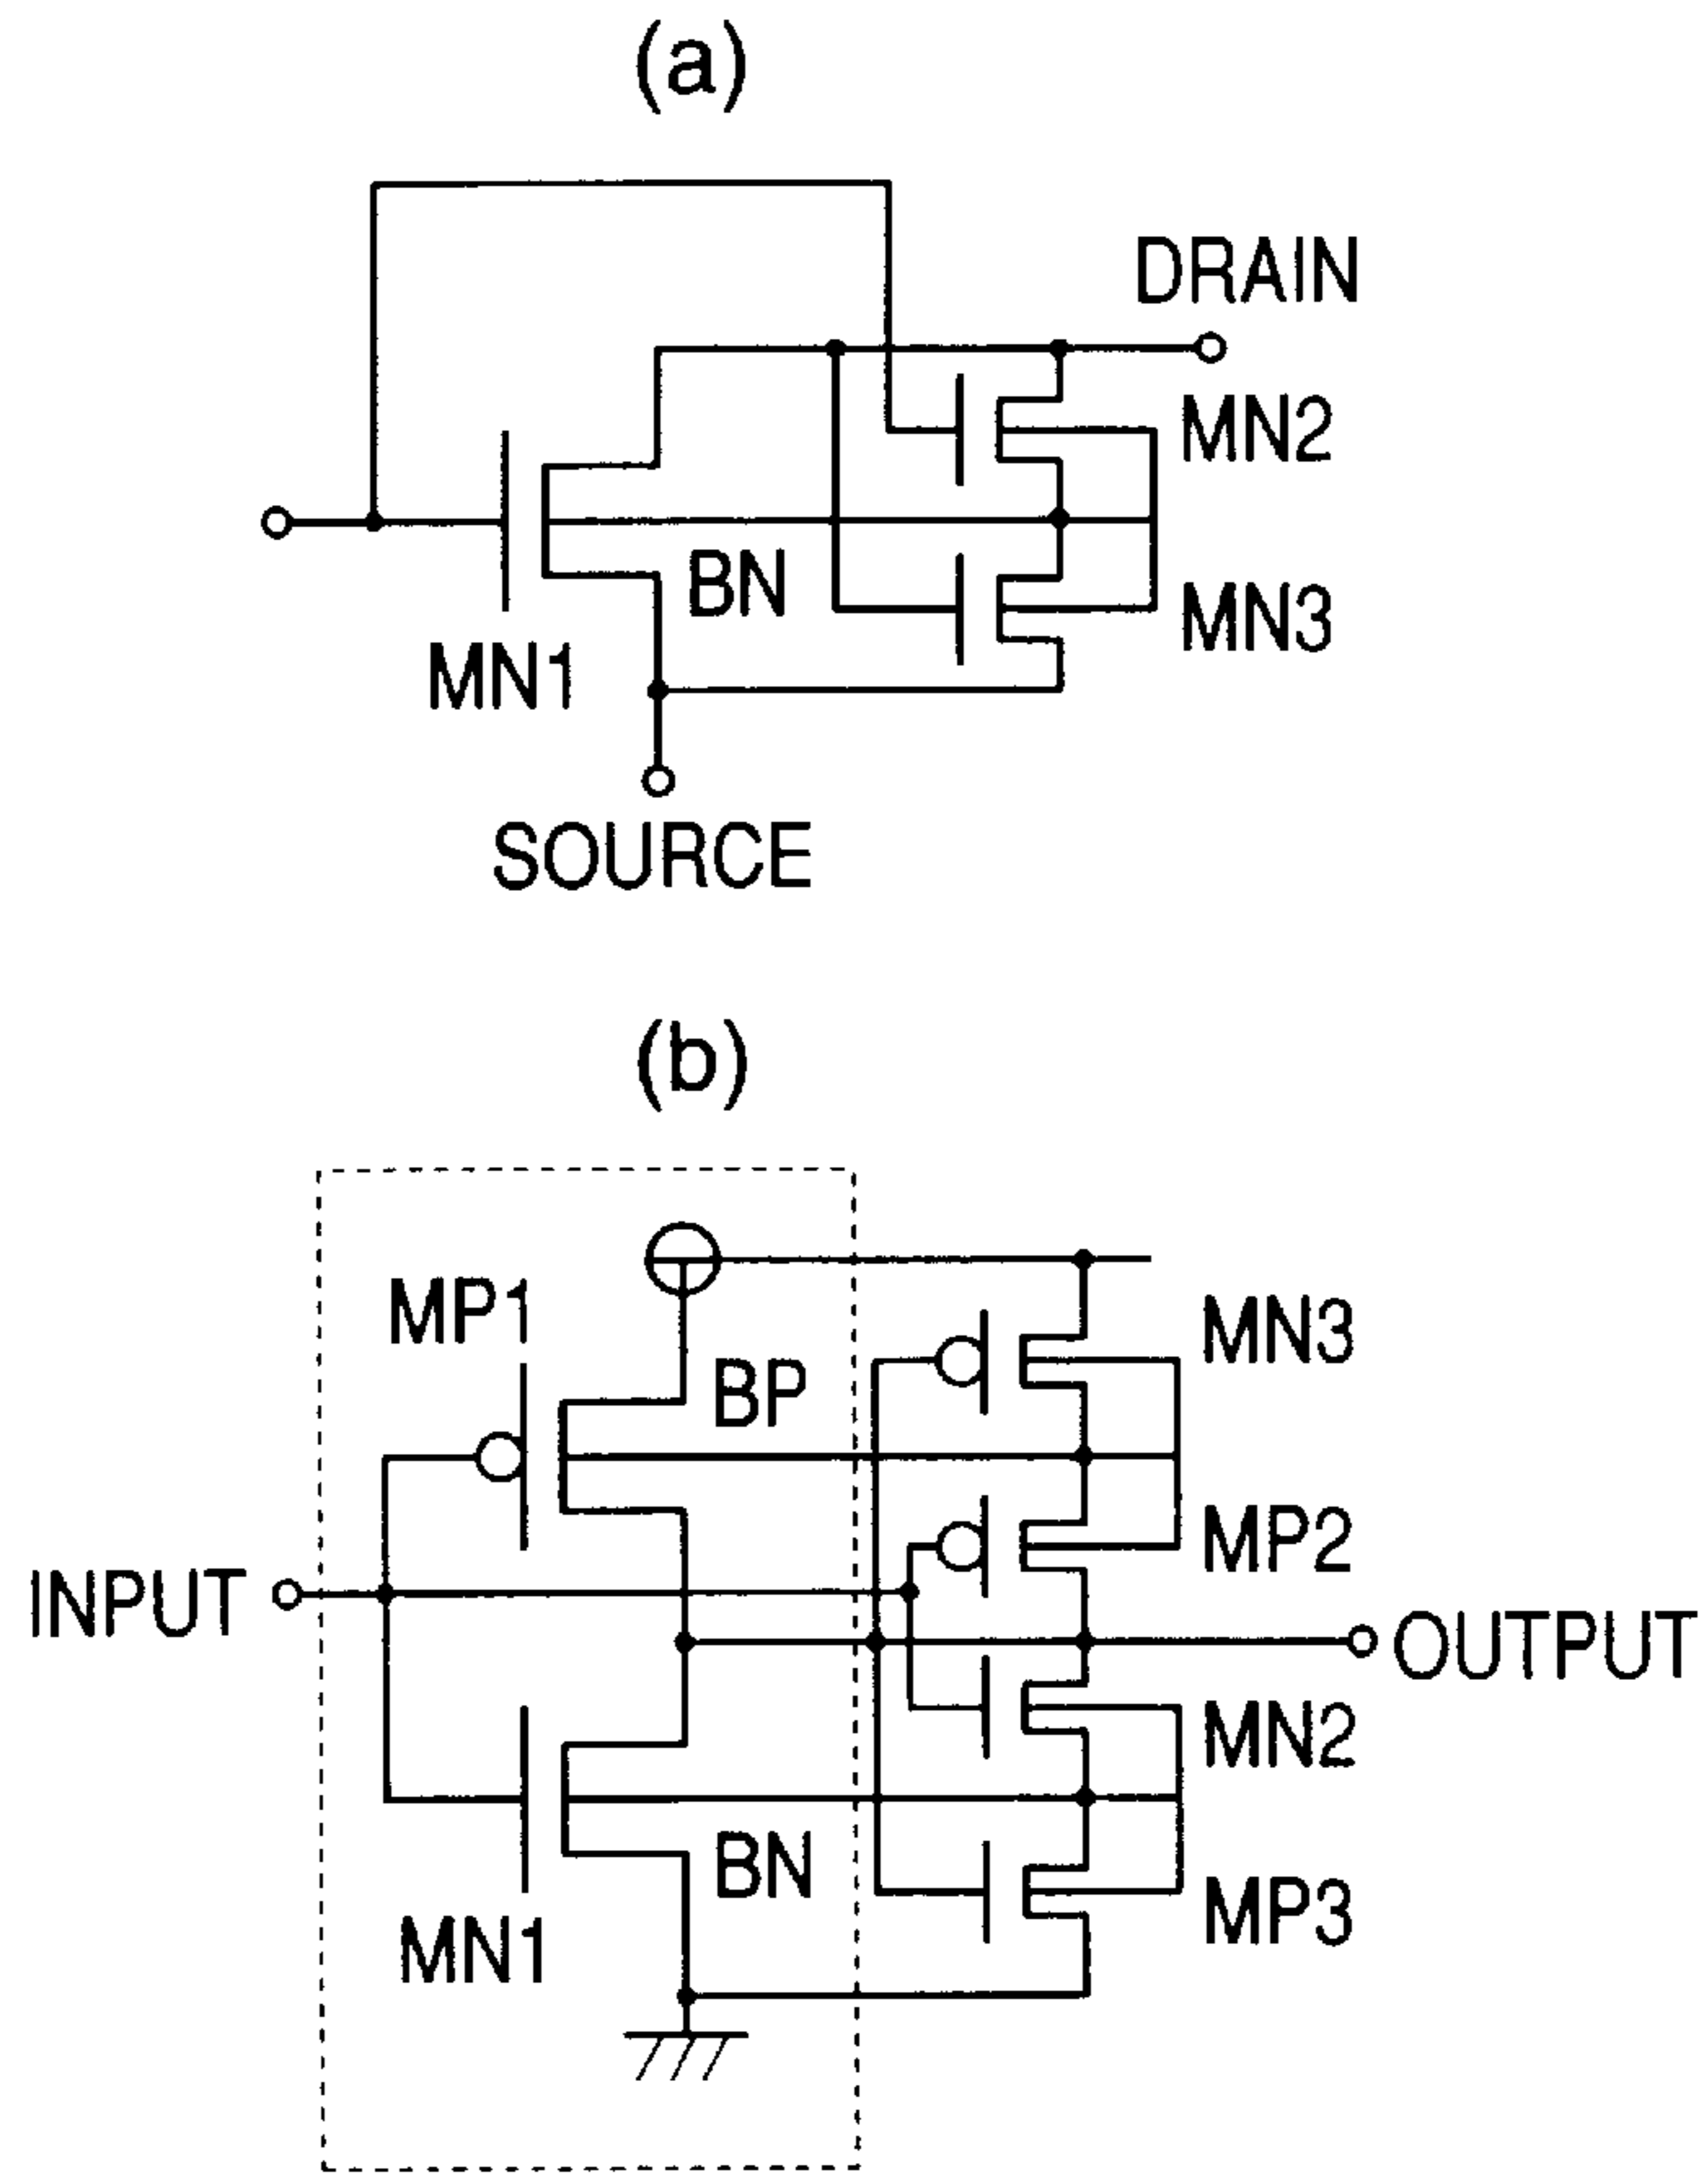 (a)
DRAIN
MN2
BN
MN3
MN1
SOURCE
(b)
MP1
MN3
BP
MP2
INPUT
OUTPUT
MN2
BN
MP3
MN1